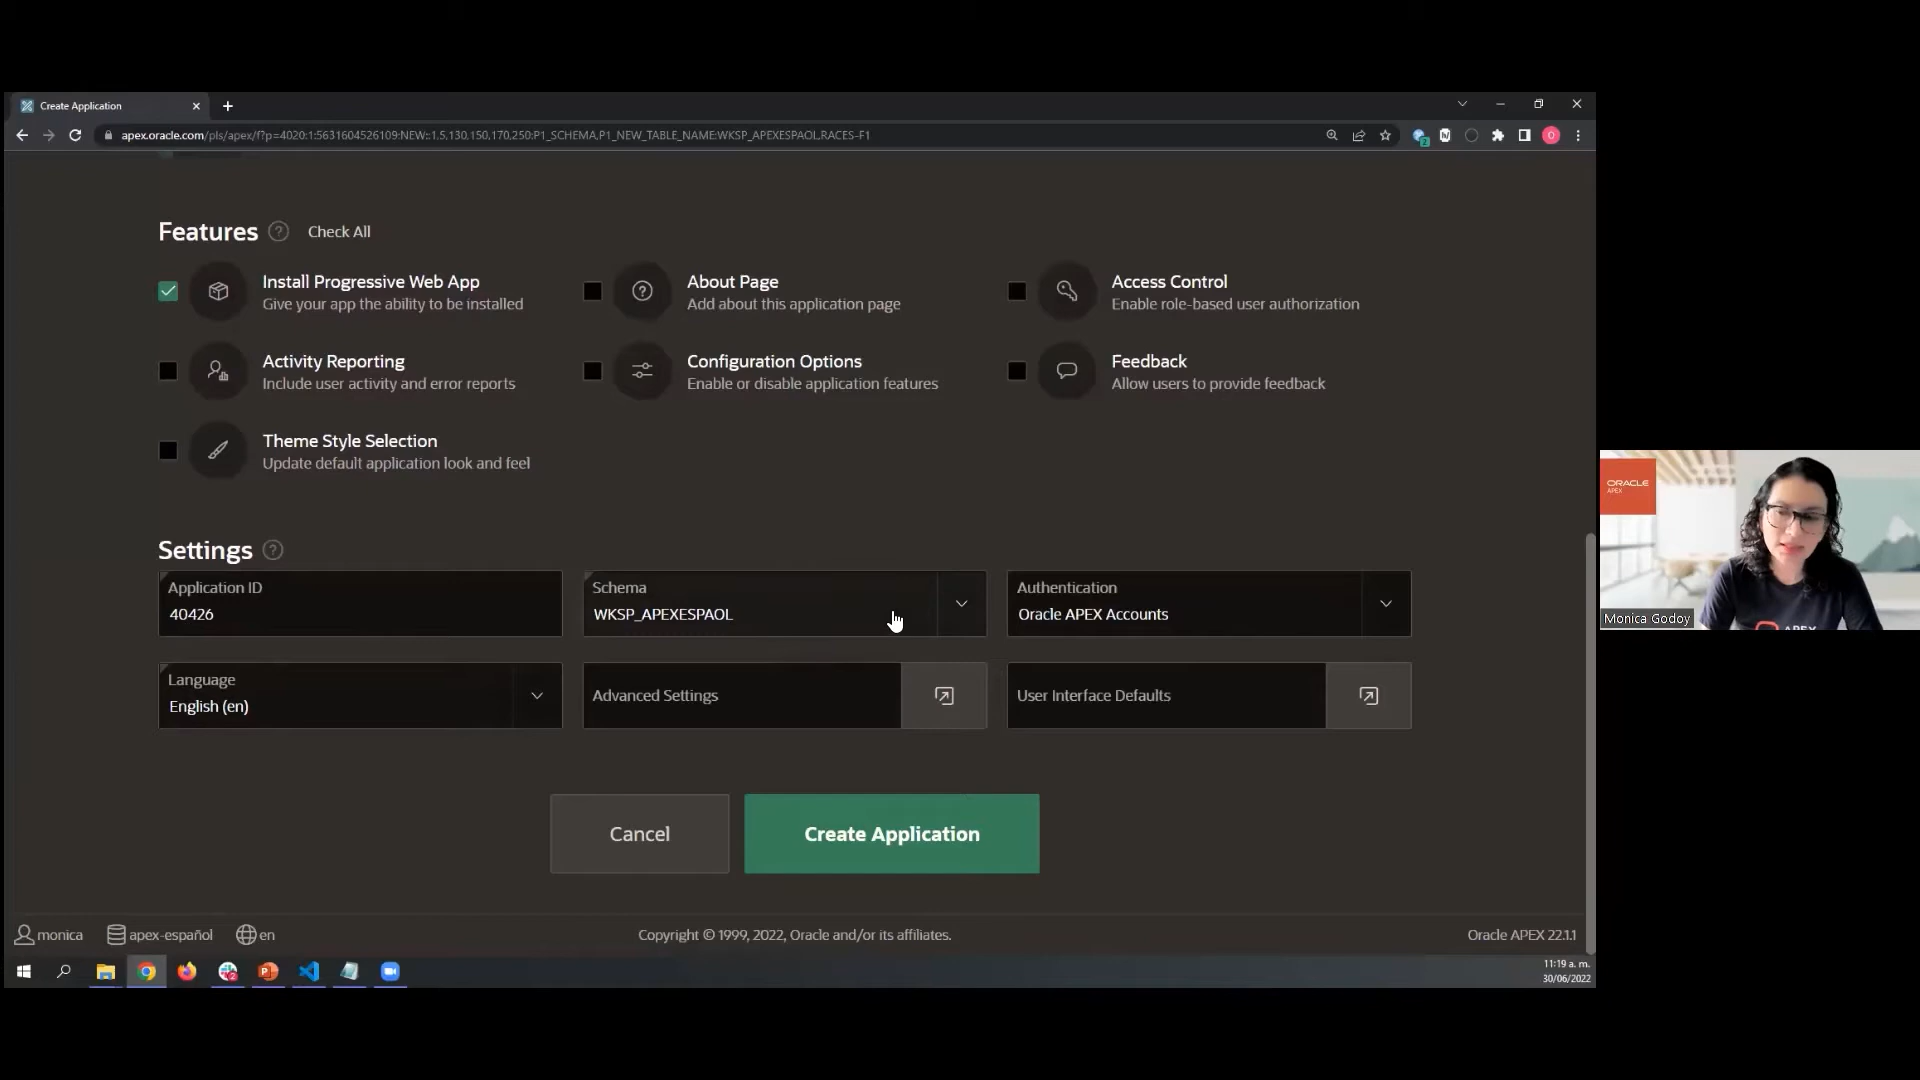 Create Application
apex.oracle.com/pls/apex/f?p=4020:1:5631604526109:NEW::1,5,130,150,170,250:P1_SCHEMA,P1_NEW_TABLE_NAME:WKSP_APEXESPAOL,RACES-F1
Features
Check All
Install Progressive Web App
Give your app the ability to be installed
About Page
Add about this application page
Access Control
Enable role-based user authorization
Activity Reporting
Include user activity and error reports
Configuration Options
Enable or disable application features
Feedback
Allow users to provide feedback
Theme Style Selection
Update default application look and feel
ORACLE
APEX
Monica Godoy
Settings
Application ID
40426
Schema
WKSP_APEXESPAOL
Authentication
Oracle APEX Accounts
Language
English (en)
Advanced Settings
User Interface Defaults
Cancel
Create Application
monica
apex-español
en
Copyright © 1999, 2022, Oracle and/or its affiliates.
Oracle APEX 22.1.1
11:19 a. m.
30/06/2022